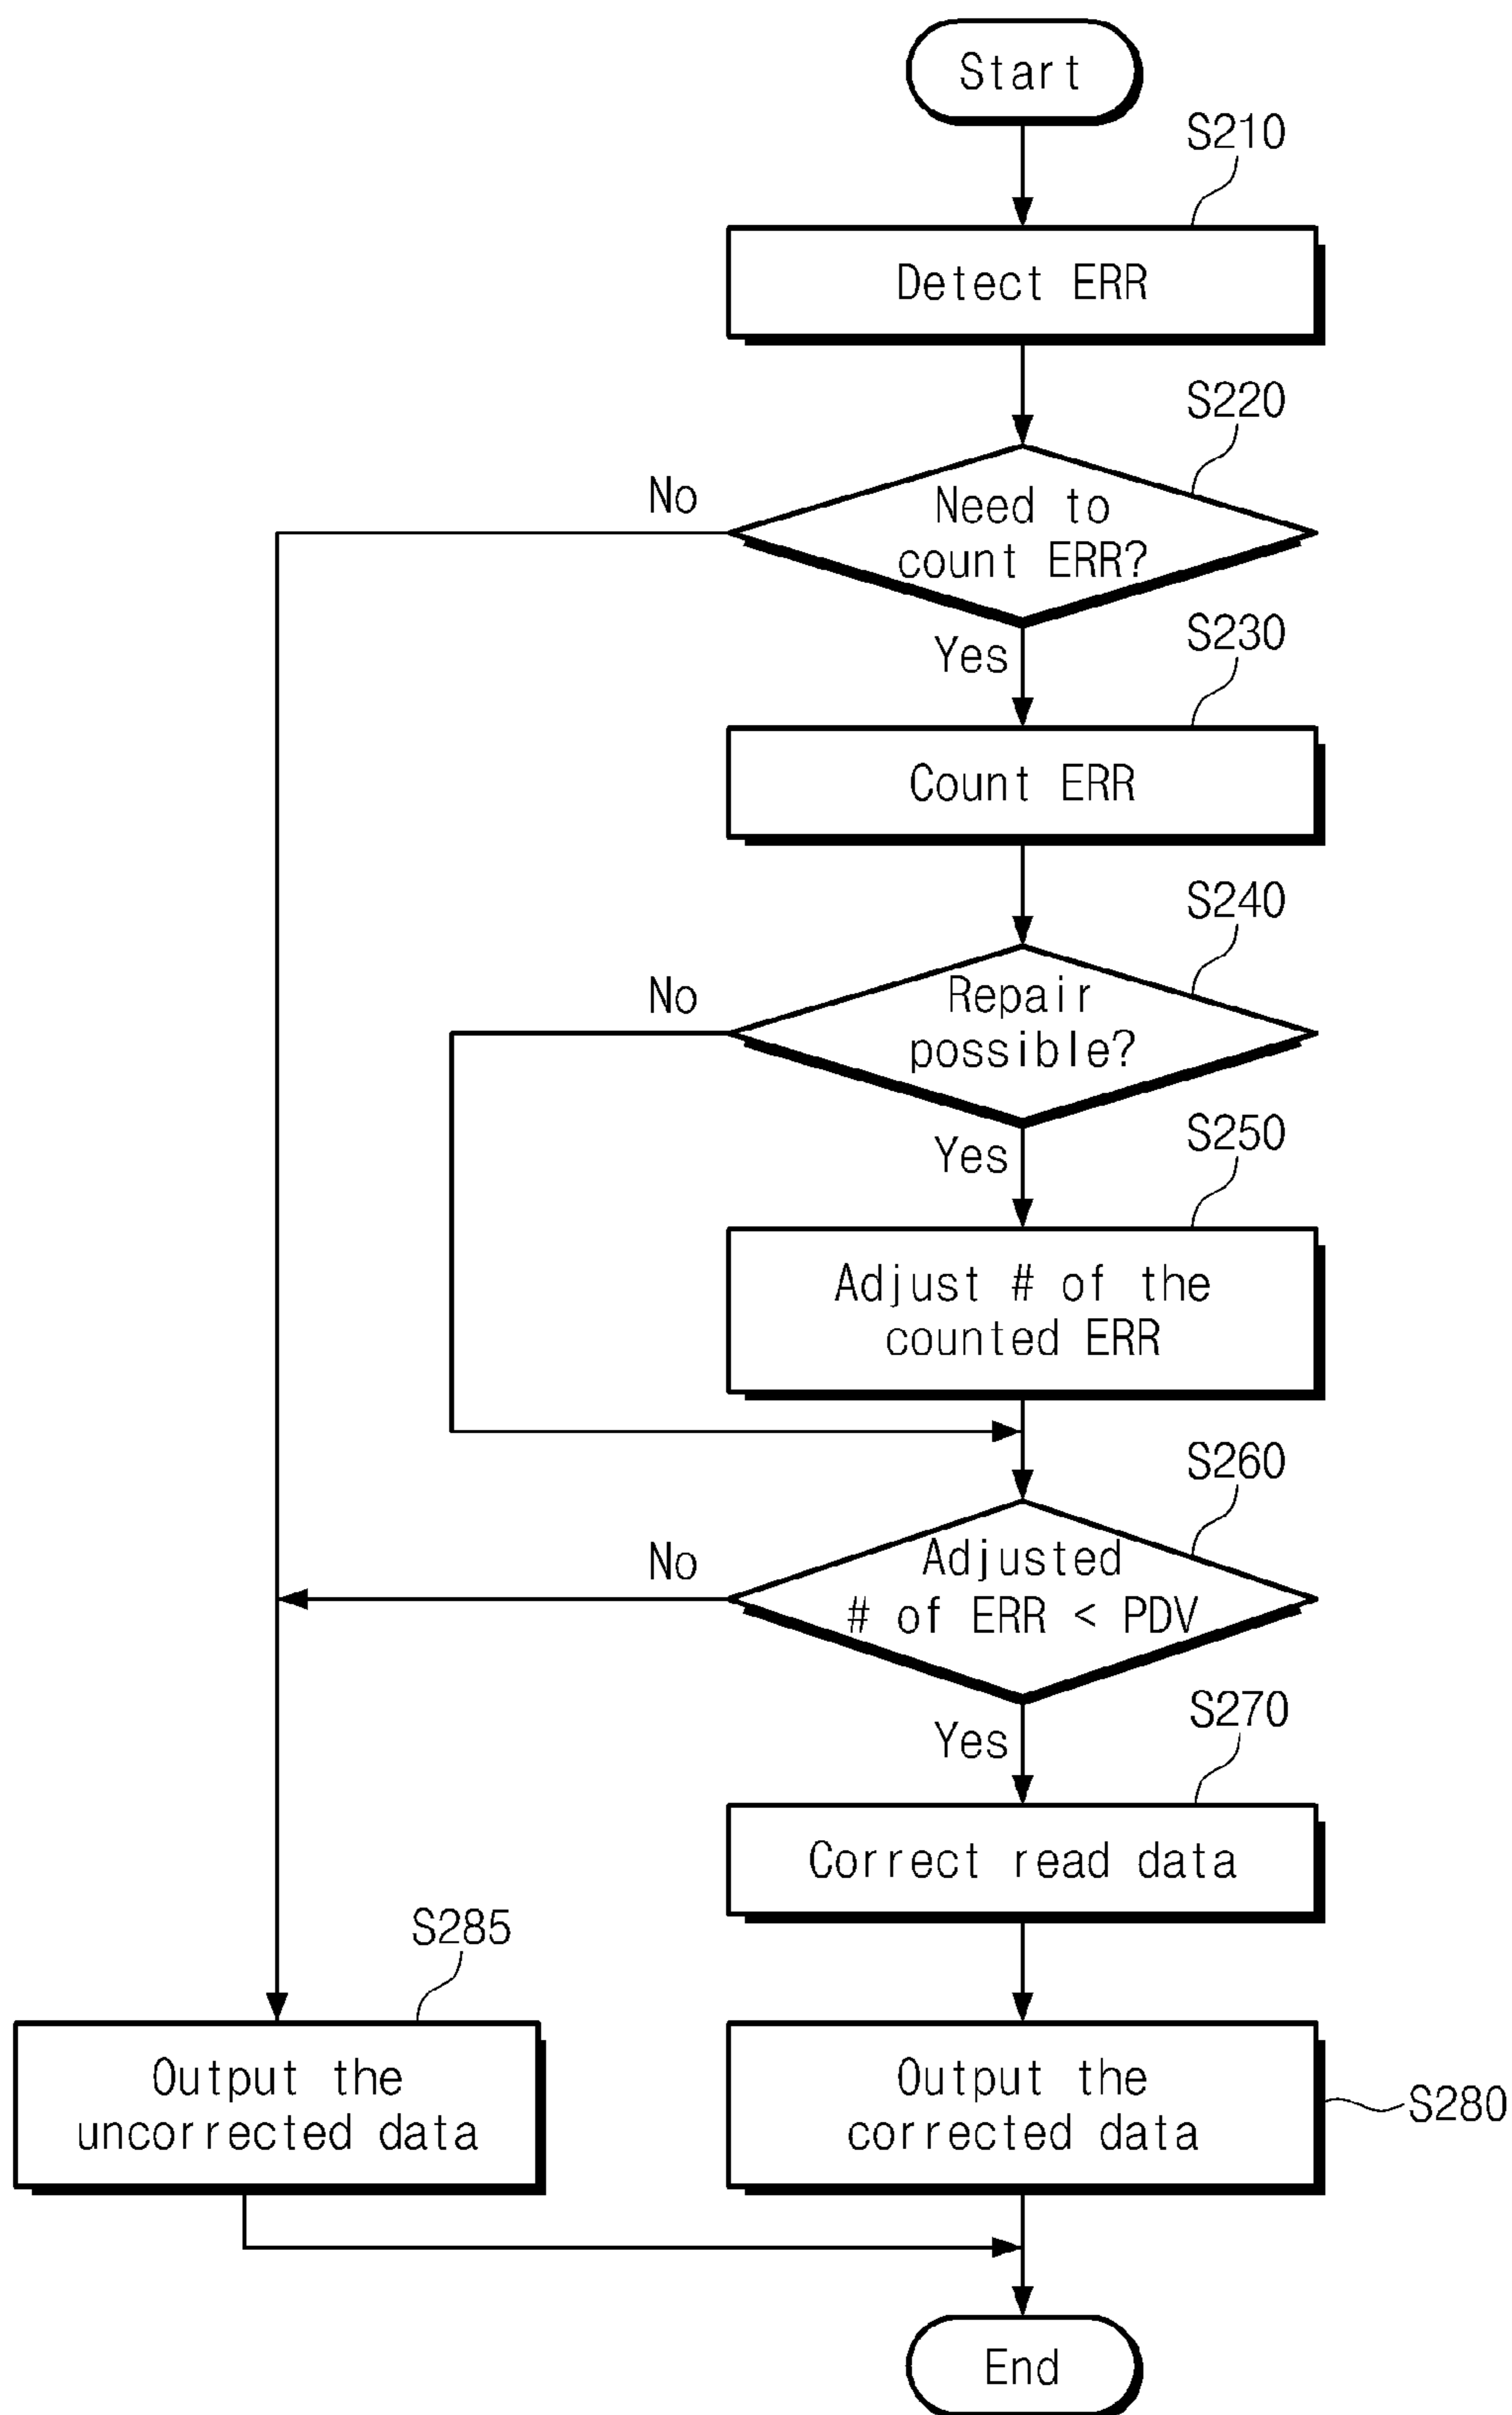 Start
S210
Detect ERR
S220
No
Need to
count ERR?
Yes
S230
Count ERR
S240
No
Repair
possible?
Yes
S250
Adjust # of the
counted ERR
S260
No
Adjusted
# of ERR < PDV
Yes
S270
Correct read data
S285
Output the
uncorrected data
Output the
corrected data
S280
End